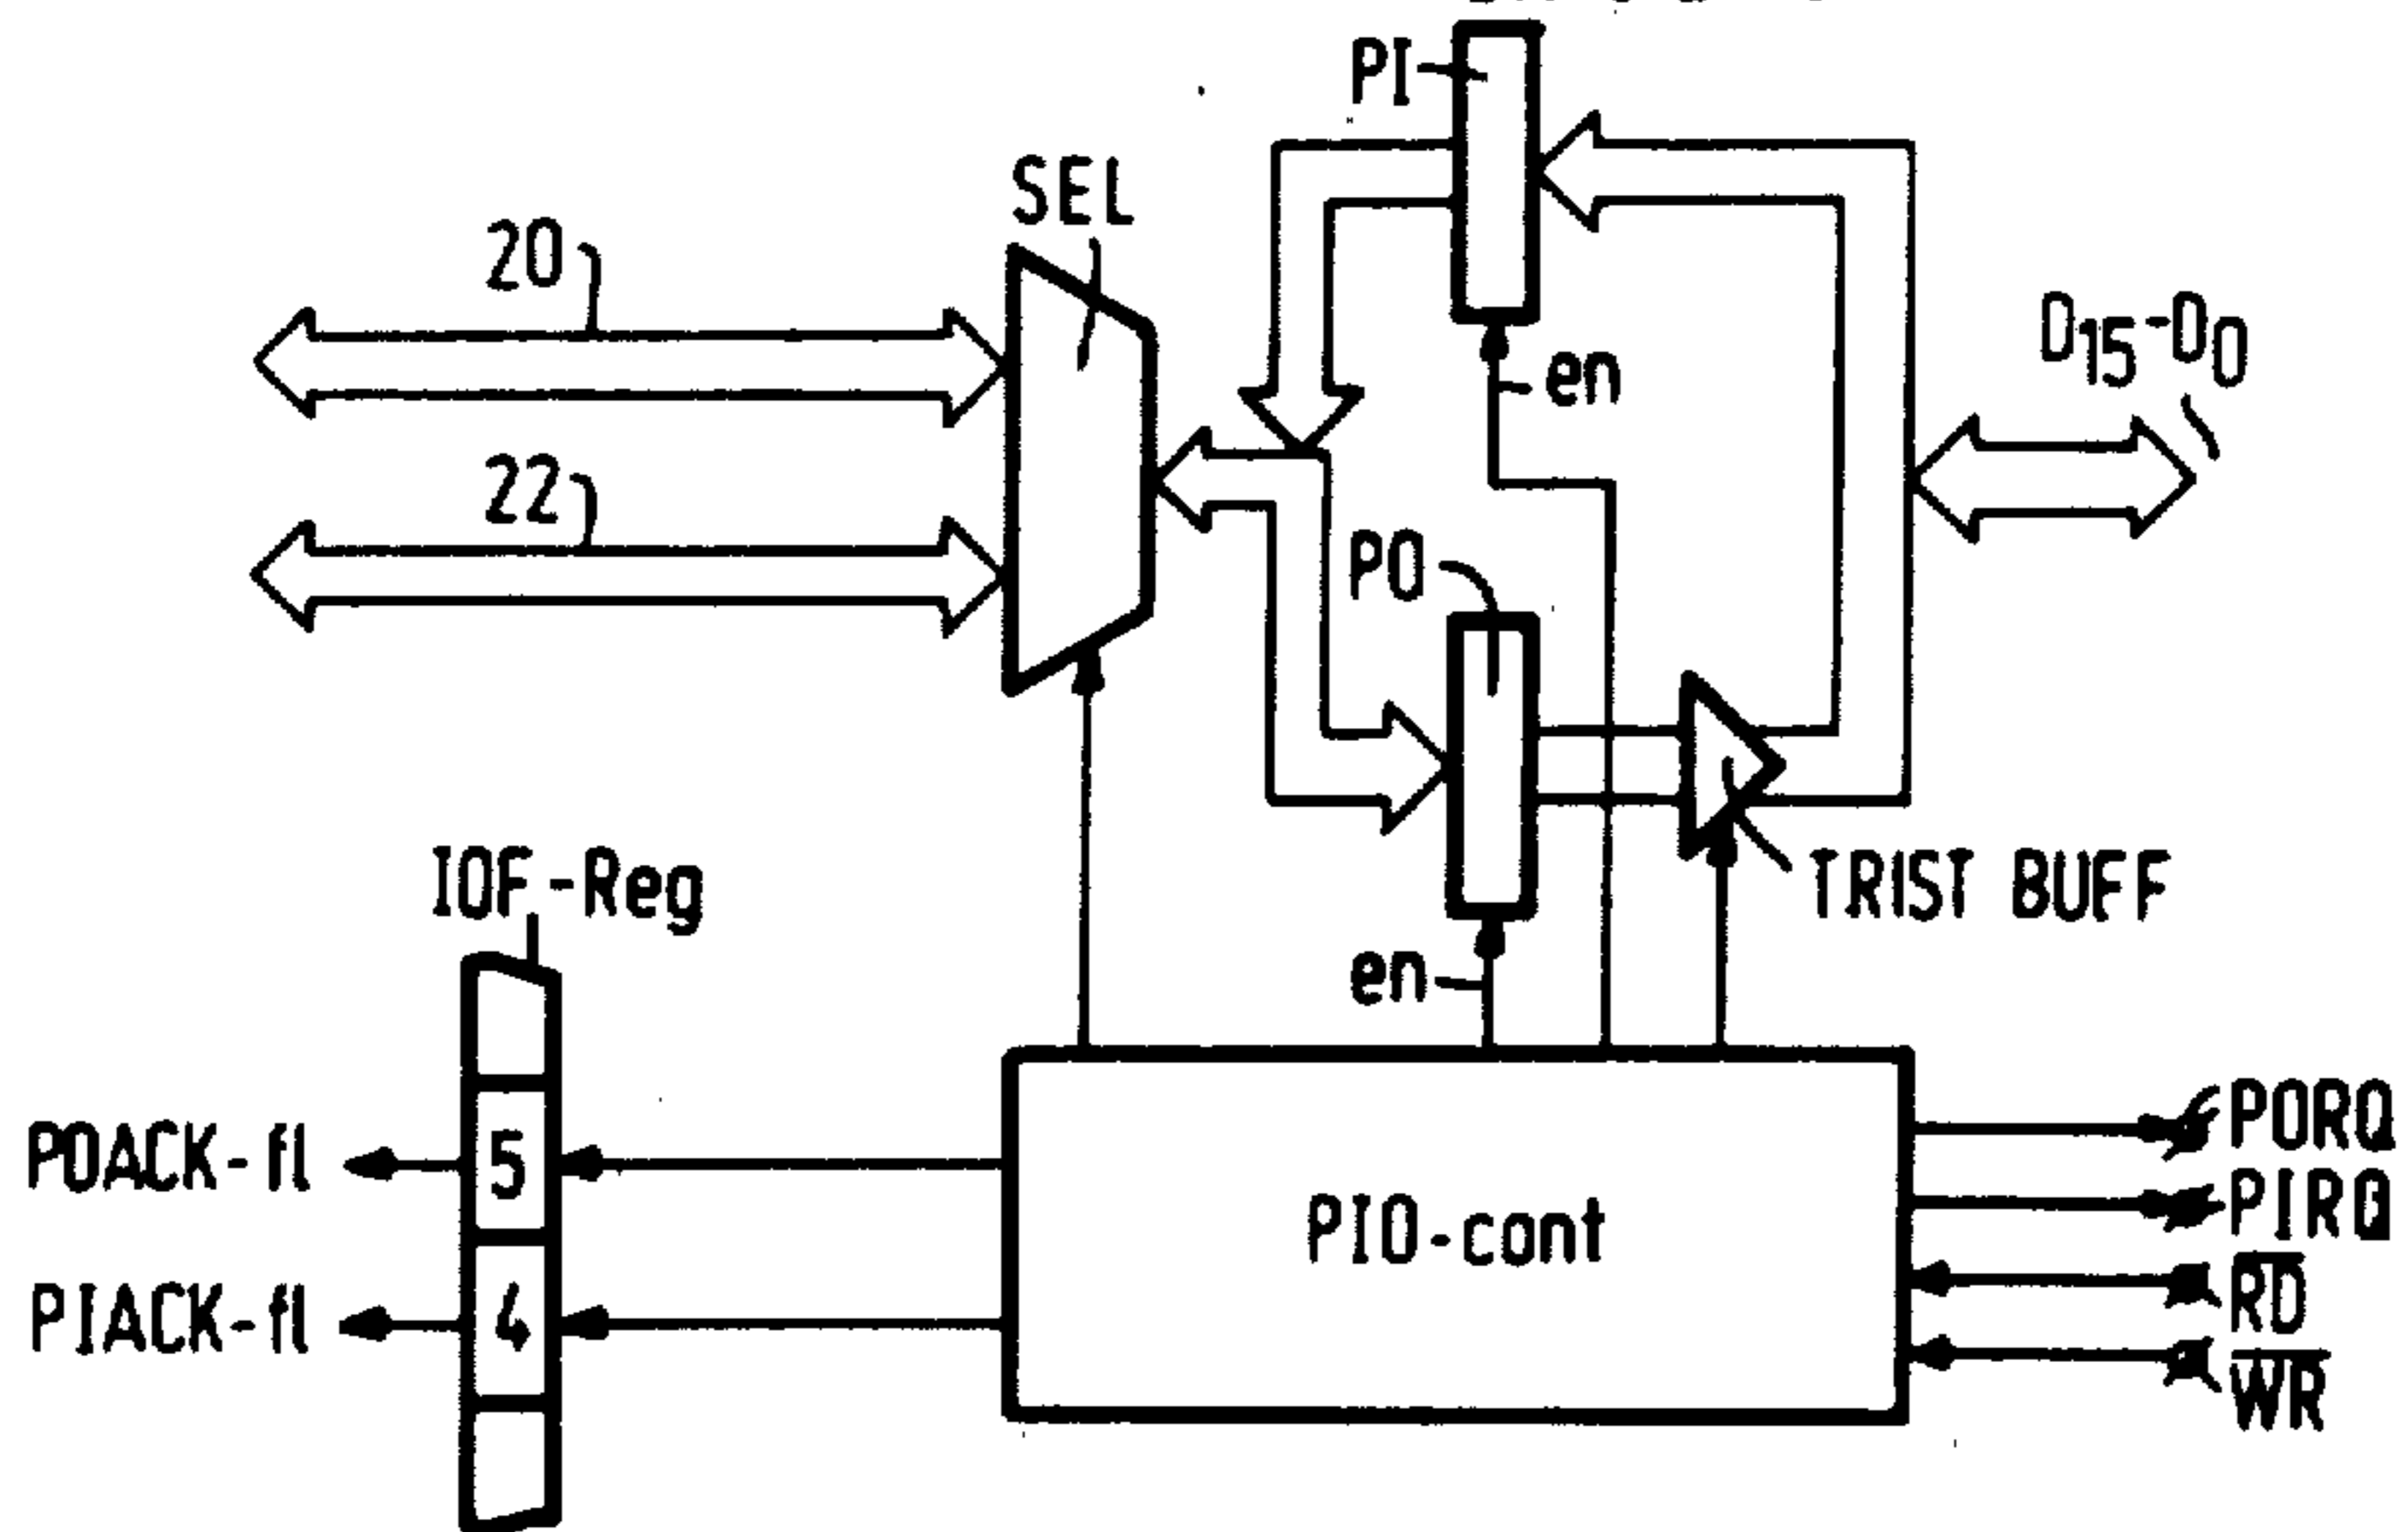 PI
SEL
20
D15-D0
en
22
PO
IOF-Reg
TRIST BUFF
en
PORQ
POACK-fl
5
PIRQ
PIO-cont
RD
PIACK-fl
4
WR